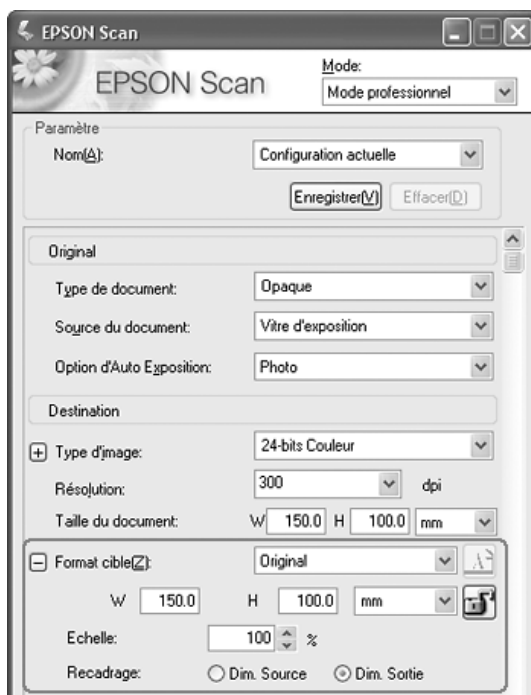 EPSON Scan
EPSON Scan
Mode:
Mode professionnel
Paramètre
Nom(A): Configuration actuelle
Enregistrer(V) Effacer(D)
Original
Type de document: Opaque
Source du document: Vitre d'exposition
Option d'Auto Exposition: Photo
Destination
Type d'image: 24-bits Couleur
Résolution: 300 dpi
Taille du document: W 150.0 H 100.0 mm
Format cible(Z): Original A
W 150.0 H 100.0 mm
Echelle: 100 %
Recadrage: Dim. Source Dim. Sortie